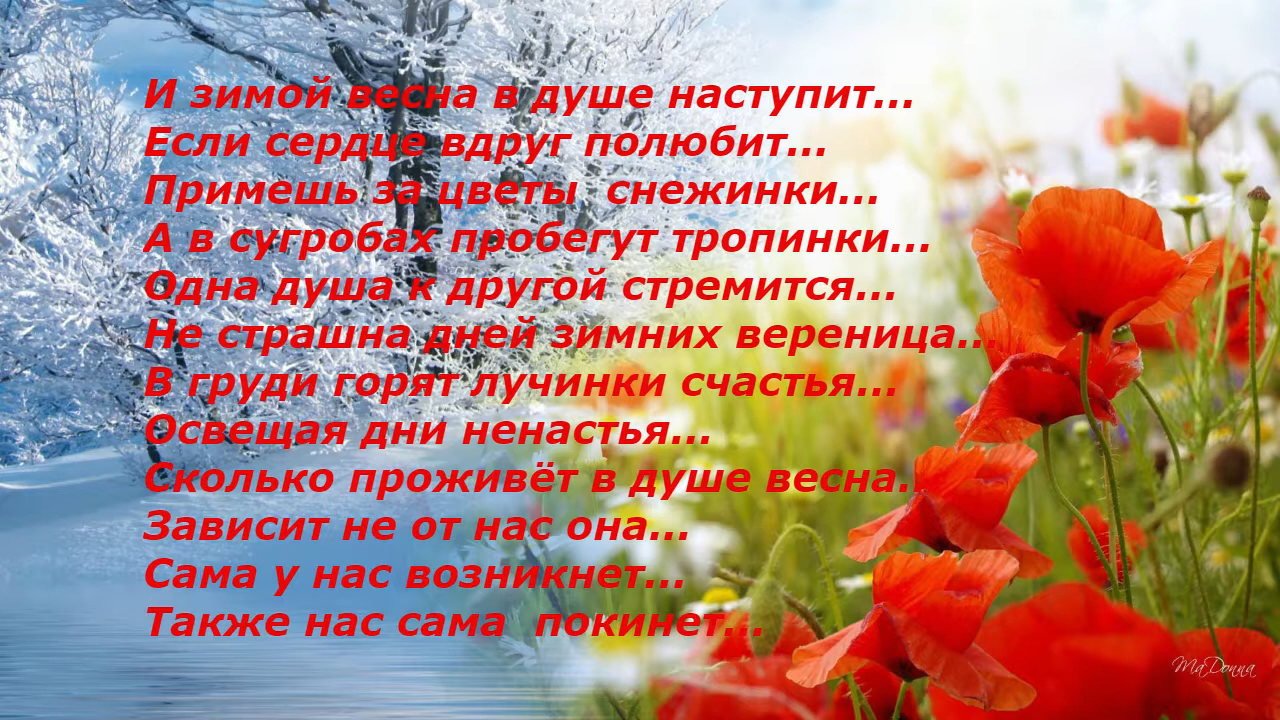 И зимой весна в душе наступит...
Если сердце вдруг полюбит...
Примешь за цветы  снежинки...
А в сугробах пробегут тропинки...
Одна душа к другой стремится...
Не страшна дней зимних вереница...
В груди горят лучинки счастья...
Освещая дни ненастья...
Сколько проживёт в душе весна...
Зависит не от нас она...
Сама у нас возникнет...
Также нас сама  покинет...
MaDonna